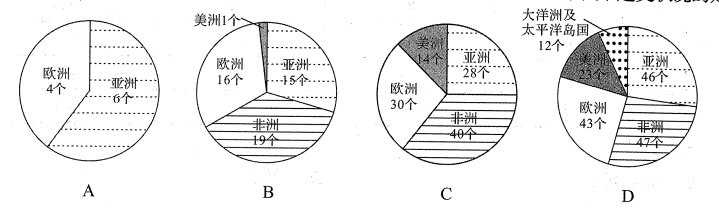 欧洲
4个
亚洲
6个
A
美洲1个
欧洲
16个
亚洲
15个
非洲
19个
B
美洲
14个
亚洲
28个
欧洲
30个
非洲
40个
C
大洋洲及
太平洋岛国
12个
美洲
23个
亚洲
46个
欧洲
43个
非洲
47个
D